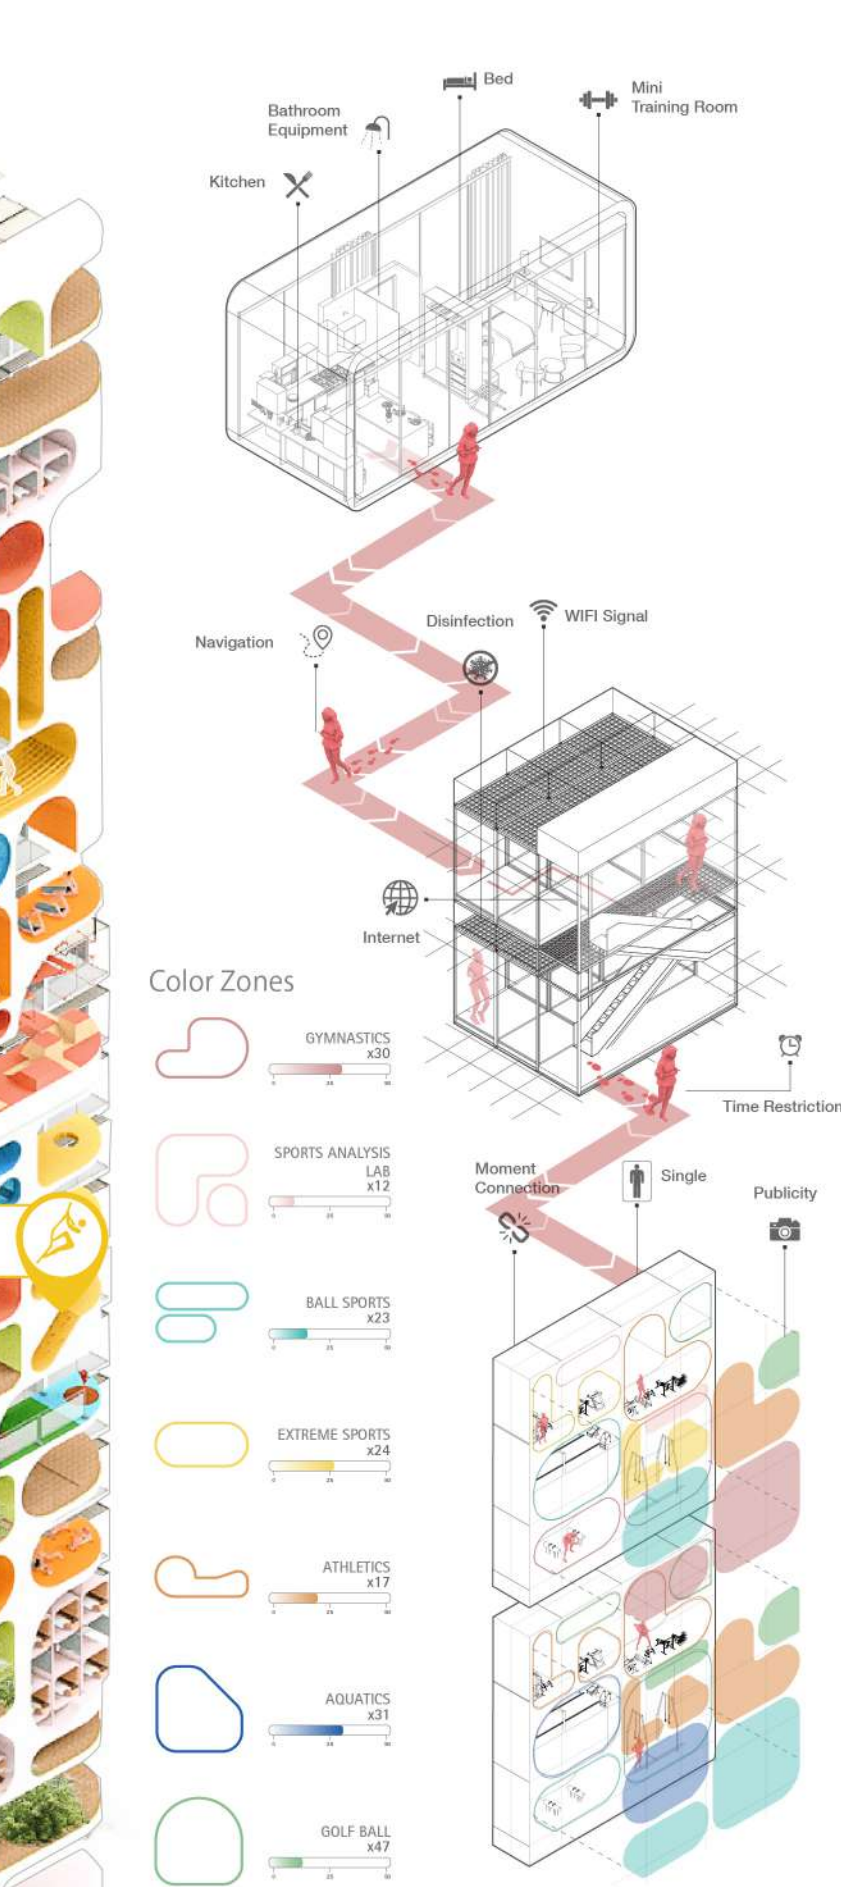 Bed
Mini
Training Room
Bathroom
Equipment
Kitchen
Disinfection
WIFI Signal
Navigation
Internet
Color Zones
GYMNASTICS
x30
Time Restriction
SPORTS ANALYSIS
LAB
x12
Moment
Connection
Single
Publicity
BALL SPORTS
x23
EXTREME SPORTS
x24
ATHLETICS
x17
AQUATICS
x31
GOLF BALL
x47